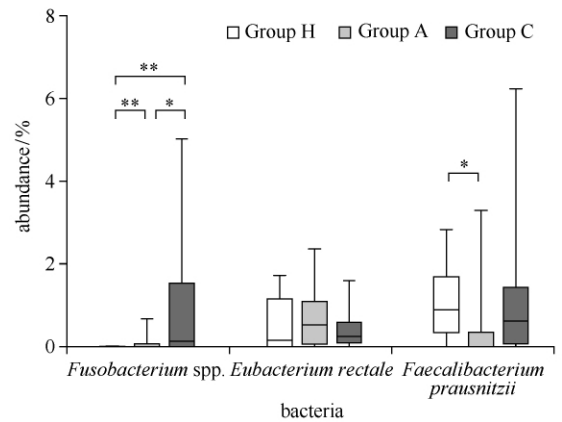 8
Group H
Group A
Group C
**
6
**
*
abundance/%
4
*
2
0
Fusobacterium spp.
Eubacterium rectale
Faecalibacterium
prausnitzii
bacteria